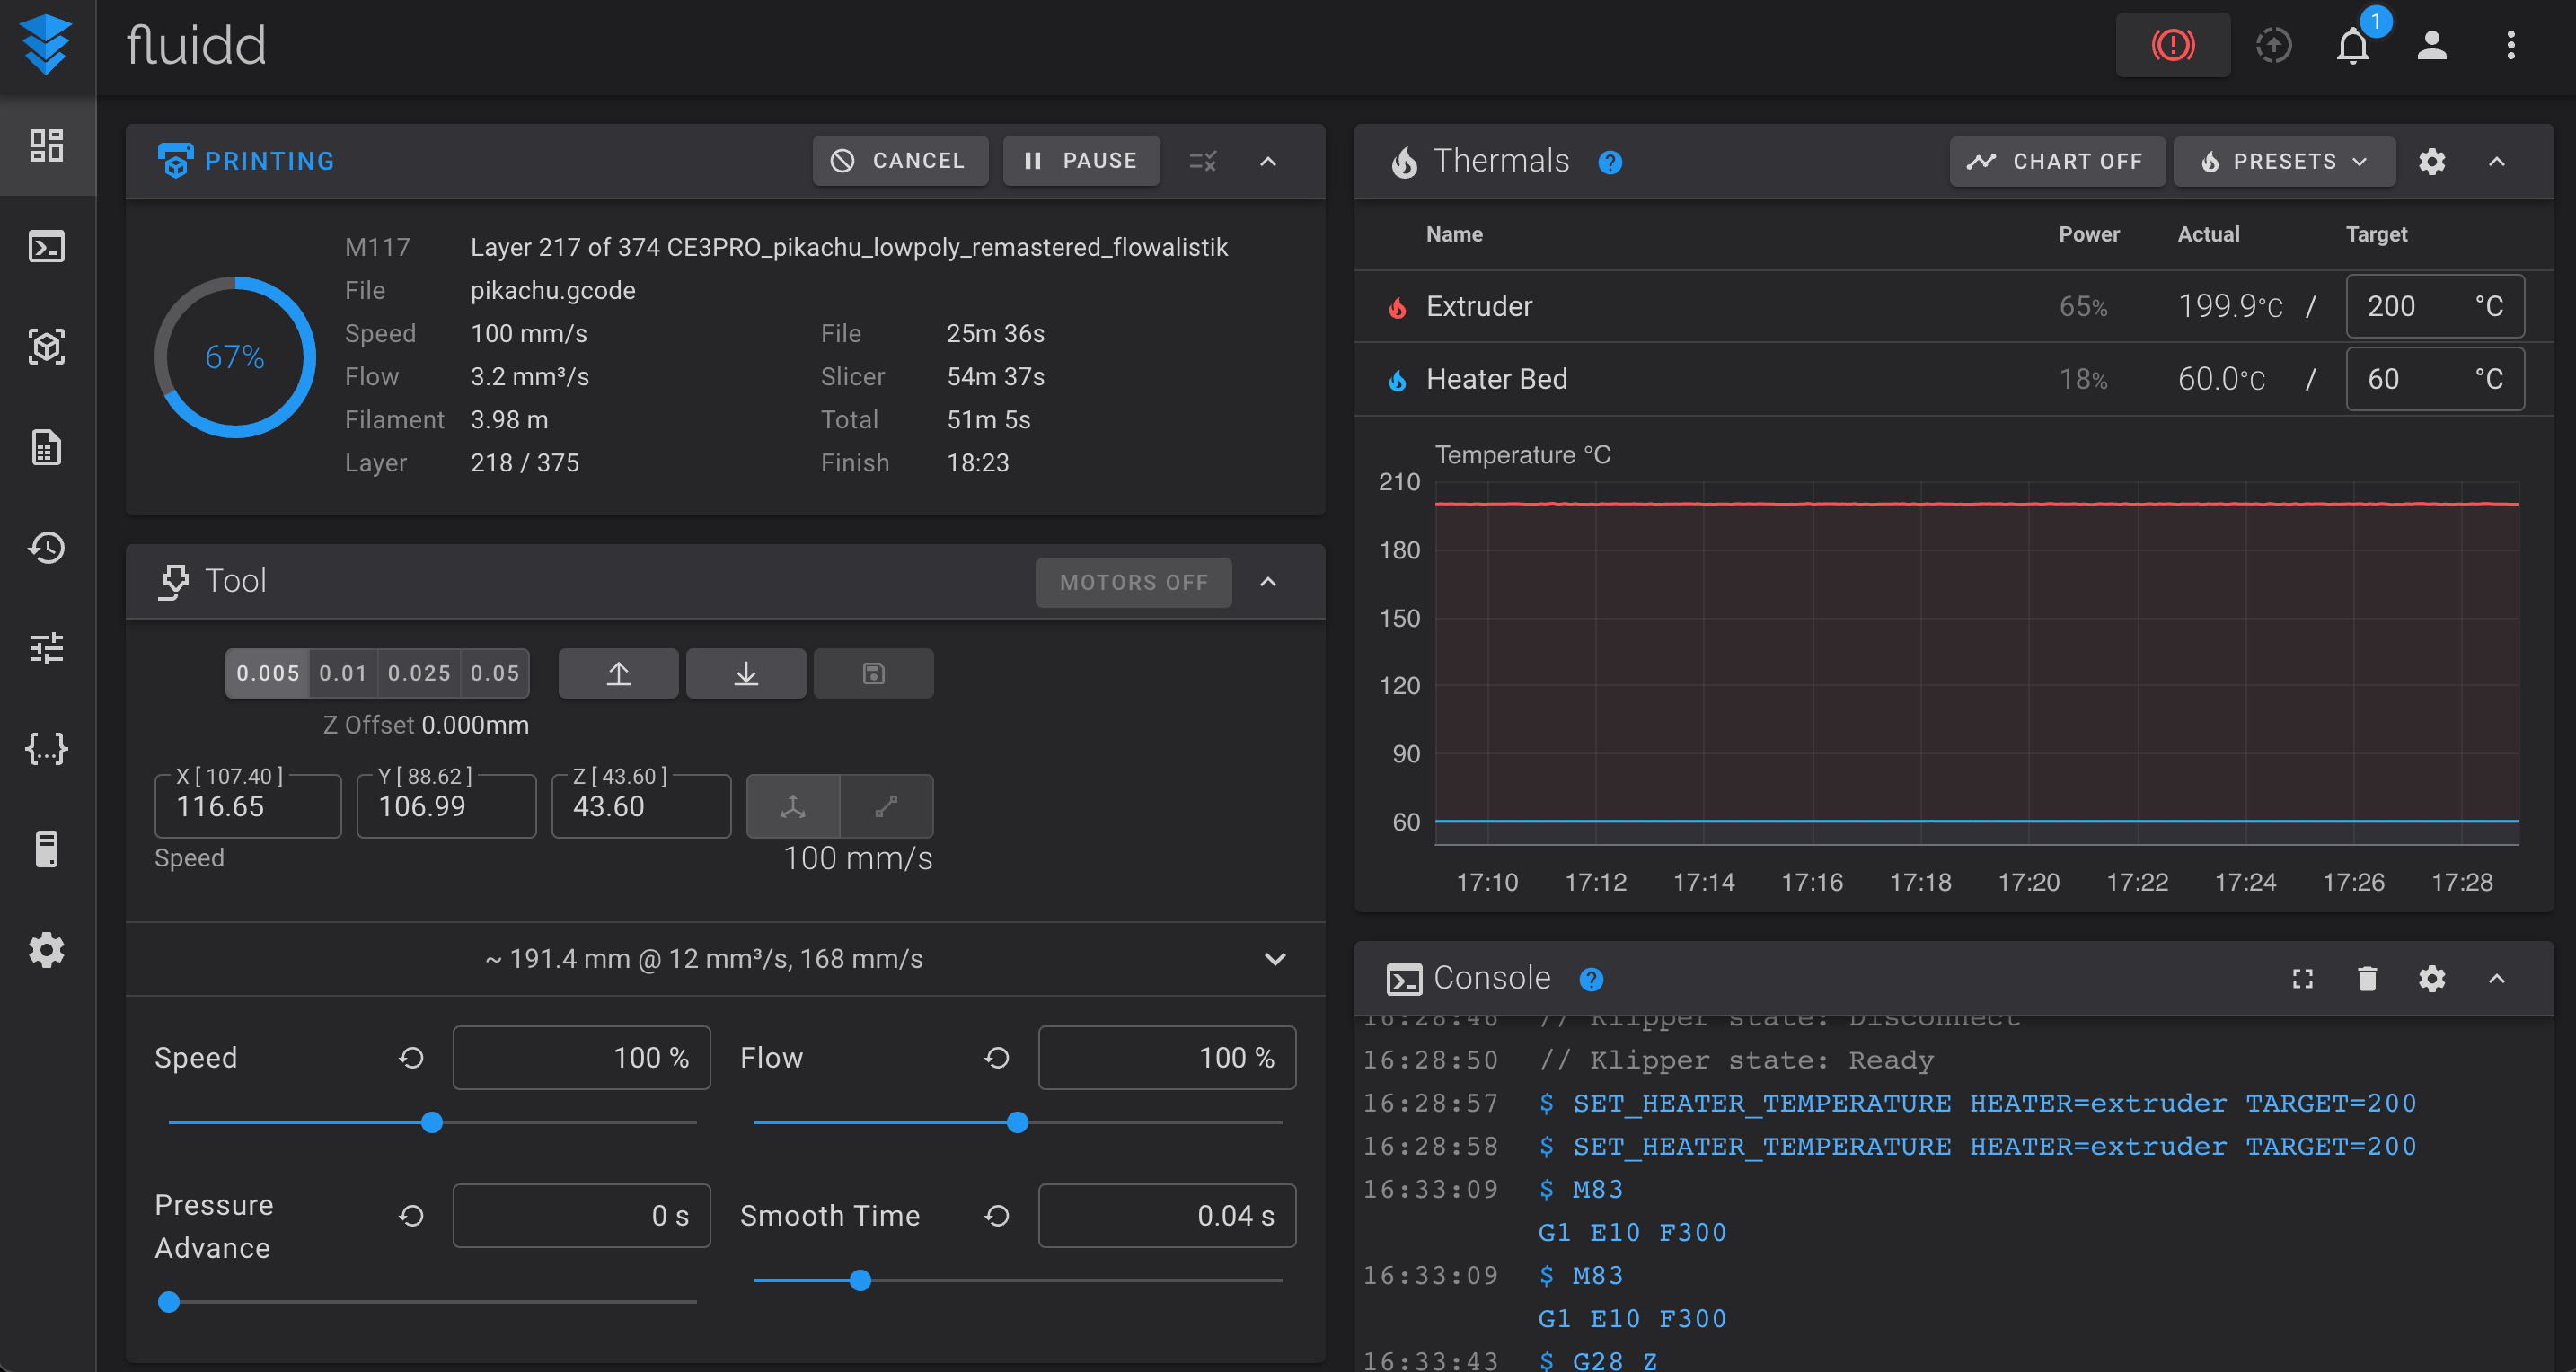 fluidd
1
PRINTING
CANCEL
PAUSE
67%
M117 Layer 217 of 374 CE3PRO_pikachu_lowpoly_remastered_flowalistik
File pikachu.gcode
Speed 100 mm/s File 25m 36s
Flow 3.2 mm³/s Slicer 54m 37s
Filament 3.98 m Total 51m 5s
Layer 218 / 375 Finish 18:23
Tool
MOTORS OFF
0.005 0.01 0.025 0.05
Z Offset 0.000mm
X [ 107.40 ] Y [ 88.62 ] Z [ 43.60 ]
116.65 106.99 43.60
Speed 100 mm/s
~ 191.4 mm @ 12 mm³/s, 168 mm/s
Speed 100 % Flow 100 %
Pressure Advance 0 s Smooth Time 0.04 s
Thermals ?
CHART OFF
PRESETS
Name Power Actual Target
Extruder 65% 199.9°C / 200 °C
Heater Bed 18% 60.0°C / 60 °C
Temperature °C
210
180
150
120
90
60
17:10 17:12 17:14 17:16 17:18 17:20 17:22 17:24 17:26 17:28
Console ?
16:28:46 // Klipper state: Disconnect
16:28:50 // Klipper state: Ready
16:28:57 $ SET_HEATER_TEMPERATURE HEATER=extruder TARGET=200
16:28:58 $ SET_HEATER_TEMPERATURE HEATER=extruder TARGET=200
16:33:09 $ M83
G1 E10 F300
16:33:09 $ M83
G1 E10 F300
16:33:43 $ G28 Z